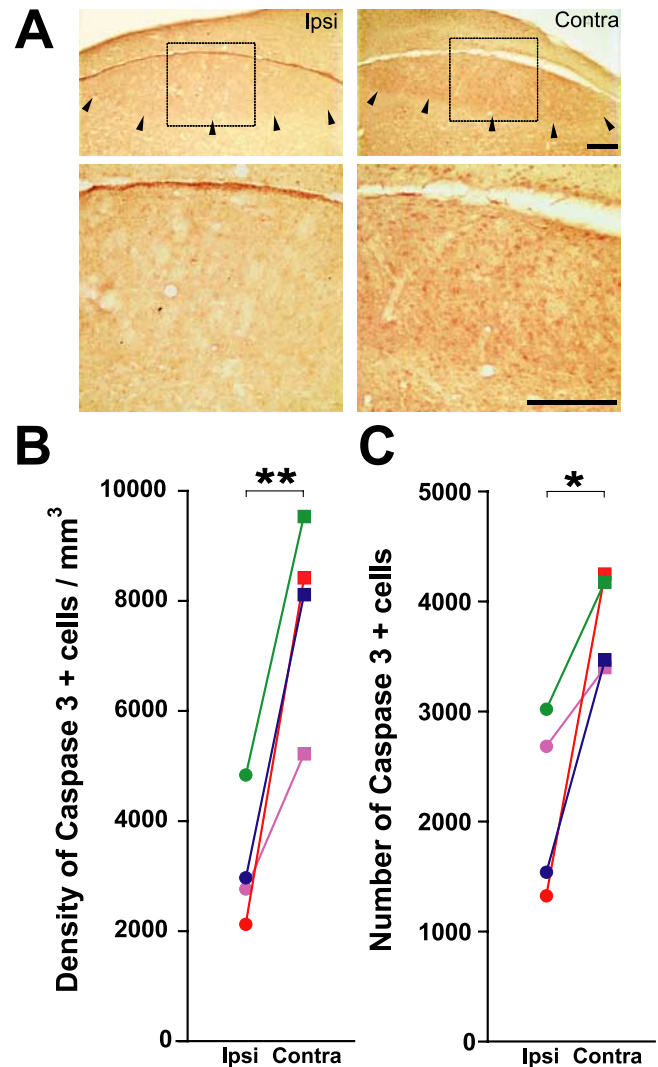 A
Ipsi
Contra
B
Density of Caspase 3 + cells / mm³
10000
8000
6000
4000
2000
0
**
Ipsi Contra
C
Number of Caspase 3 + cells
5000
4000
3000
2000
1000
0
*
Ipsi Contra